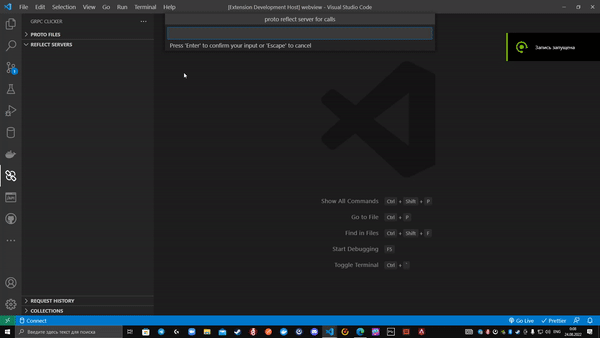 File Edit Selection View Go Run Terminal Help
[Extension Development Host] webview - Visual Studio Code
GRPC CLICKER
PROTO FILES
REFLECT SERVERS
proto reflect server for calls
Press 'Enter' to confirm your input or 'Escape' to cancel
Запись запущена
Show All Commands Ctrl + Shift + P
Go to File Ctrl + P
Find in Files Ctrl + Shift + F
Start Debugging F5
Toggle Terminal Ctrl + `
REQUEST HISTORY
COLLECTIONS
Connect
Go Live Prettier
Введите здесь текст для поиска
ENG
24.08.2022